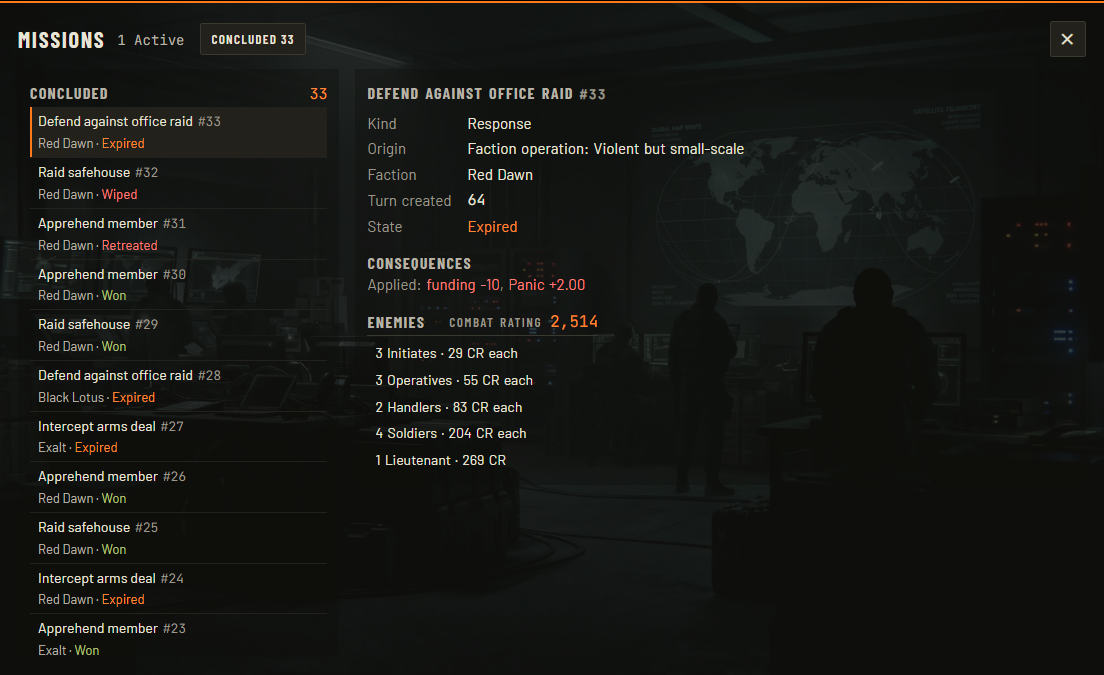 MISSIONS 1 Active CONCLUDED 33 ✕
CONCLUDED 33
Defend against office raid #33
Red Dawn · Expired
Raid safehouse #32
Red Dawn · Wiped
Apprehend member #31
Red Dawn · Retreated
Apprehend member #30
Red Dawn · Won
Raid safehouse #29
Red Dawn · Won
Defend against office raid #28
Black Lotus · Expired
Intercept arms deal #27
Exalt · Expired
Apprehend member #26
Red Dawn · Won
Raid safehouse #25
Red Dawn · Won
Intercept arms deal #24
Red Dawn · Expired
Apprehend member #23
Exalt · Won
DEFEND AGAINST OFFICE RAID #33
Kind Response
Origin Faction operation: Violent but small-scale
Faction Red Dawn
Turn created 64
State Expired
CONSEQUENCES
Applied: funding -10, Panic +2.00
ENEMIES COMBAT RATING 2,514
3 Initiates · 29 CR each
3 Operatives · 55 CR each
2 Handlers · 83 CR each
4 Soldiers · 204 CR each
1 Lieutenant · 269 CR